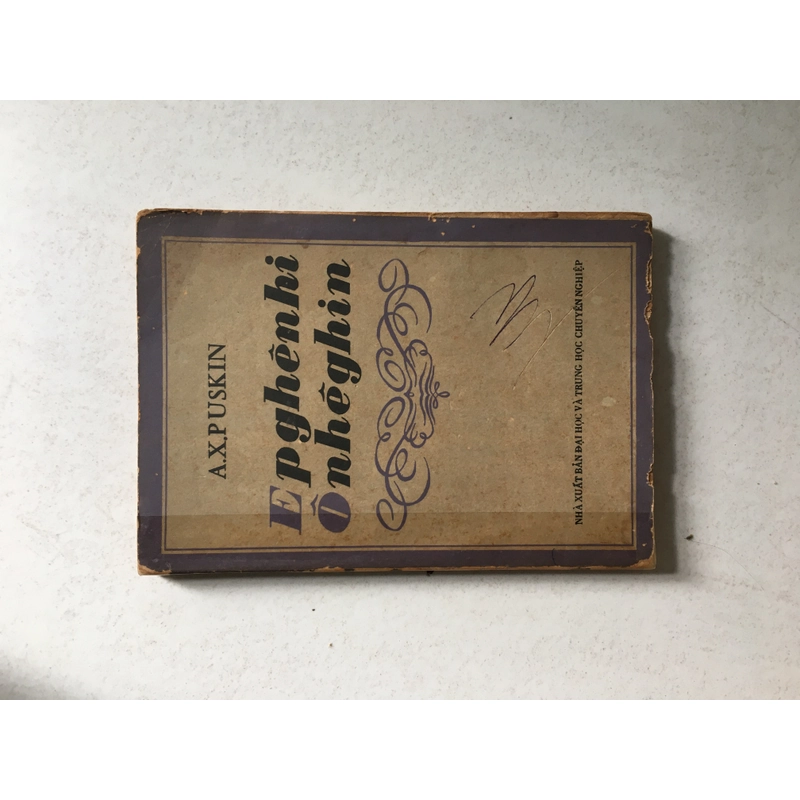 A.X.PUSKIN
Epghênhi
Ônhêghin
NHÀ XUẤT BẢN ĐẠI HỌC VÀ TRUNG HỌC CHUYÊN NGHIỆP